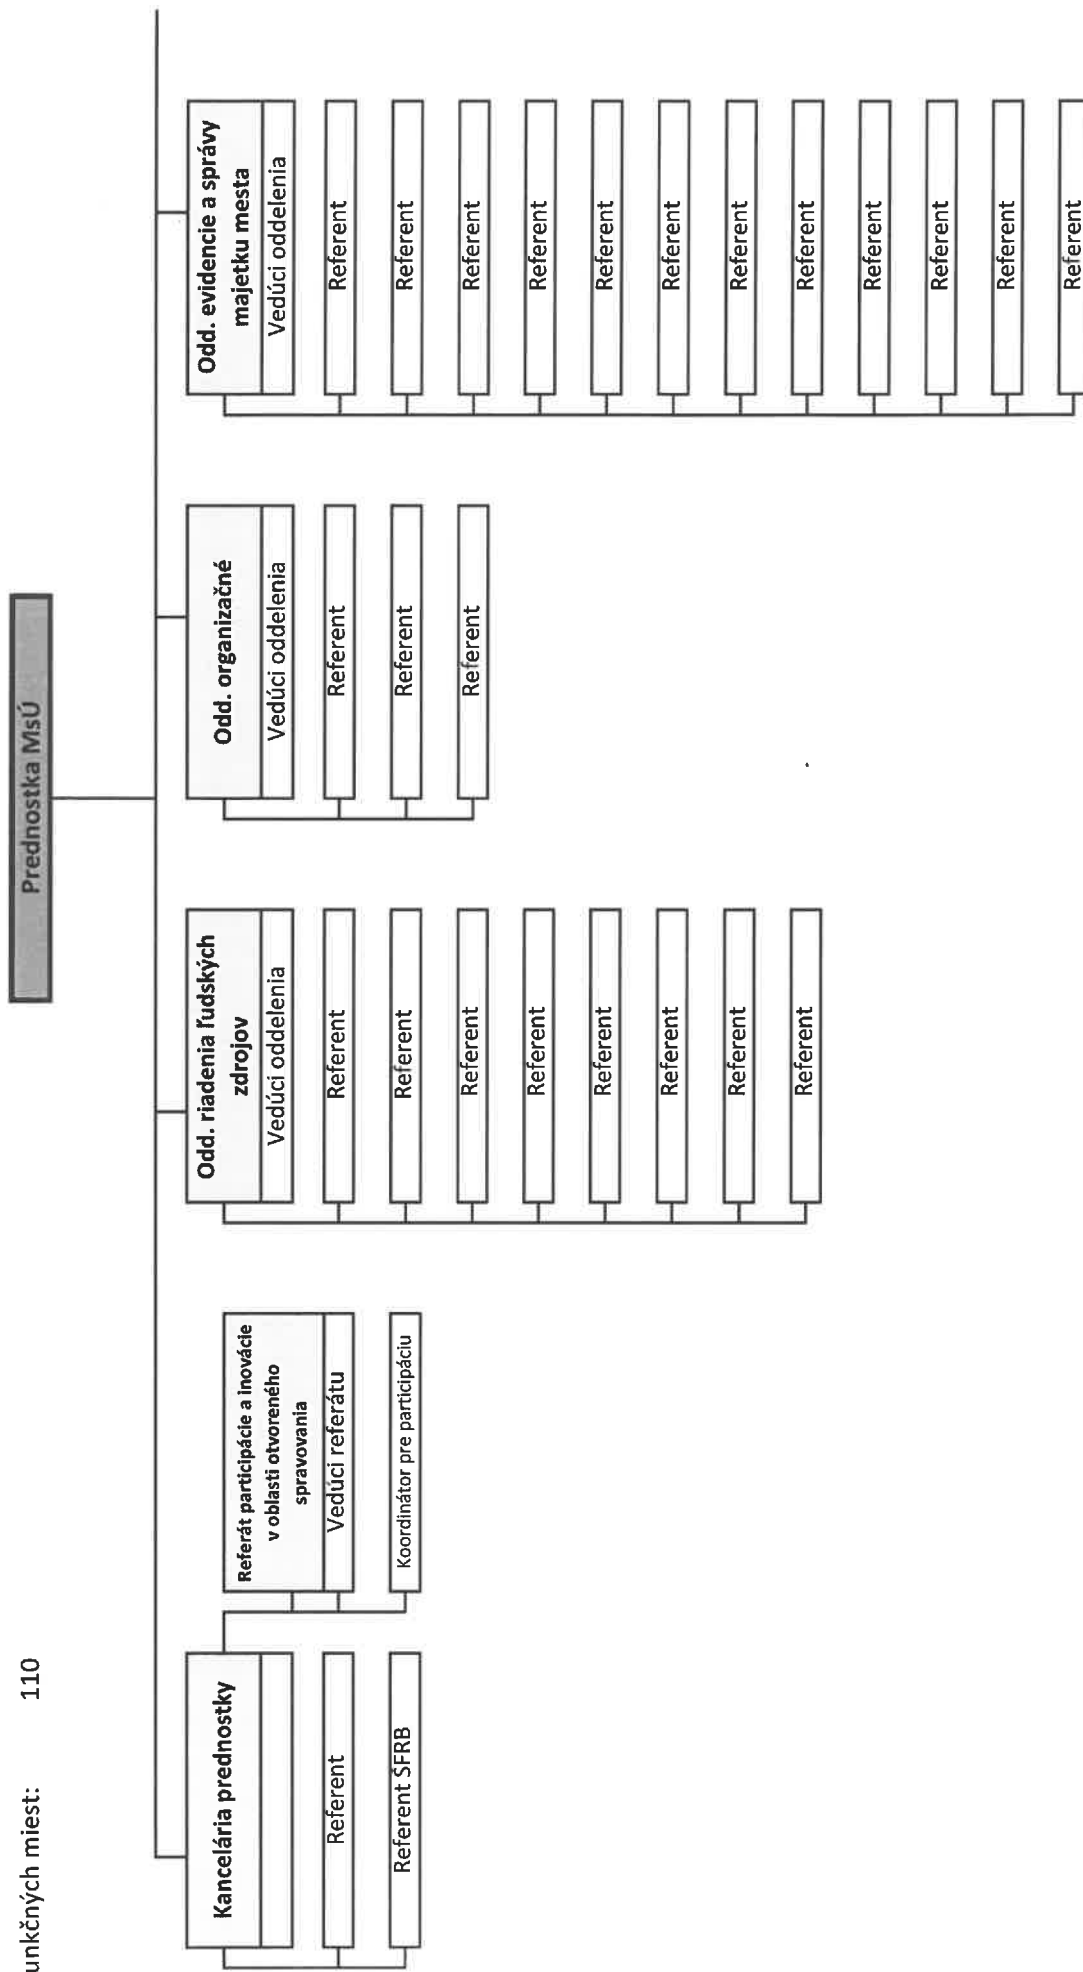 unkčných miest: 110
Prednostka MsÚ
Kancelária prednostky
Referent
Referent ŠFRB
Referát participácie a inovácie
v oblasti otvoreného
spravovania
Vedúci referátu
Koordinátor pre participáciu
Odd. riadenia ľudských
zdrojov
Vedúci oddelenia
Referent
Referent
Referent
Referent
Referent
Referent
Referent
Referent
Odd. organizačné
Vedúci oddelenia
Referent
Referent
Referent
Odd. evidencie a správy
majetku mesta
Vedúci oddelenia
Referent
Referent
Referent
Referent
Referent
Referent
Referent
Referent
Referent
Referent
Referent
Referent